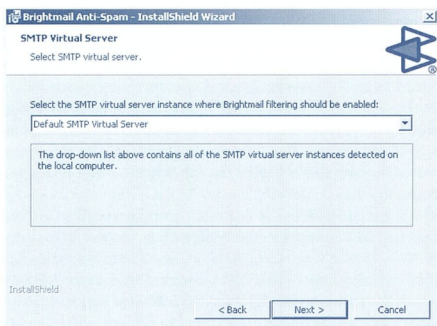 Brightmail Anti-Spam - InstallShield Wizard
SMTP Virtual Server
Select SMTP virtual server.
®
Select the SMTP virtual server instance where Brightmail filtering should be enabled:
Default SMTP Virtual Server
The drop-down list above contains all of the SMTP virtual server instances detected on
the local computer.
InstallShield
< Back Next > Cancel